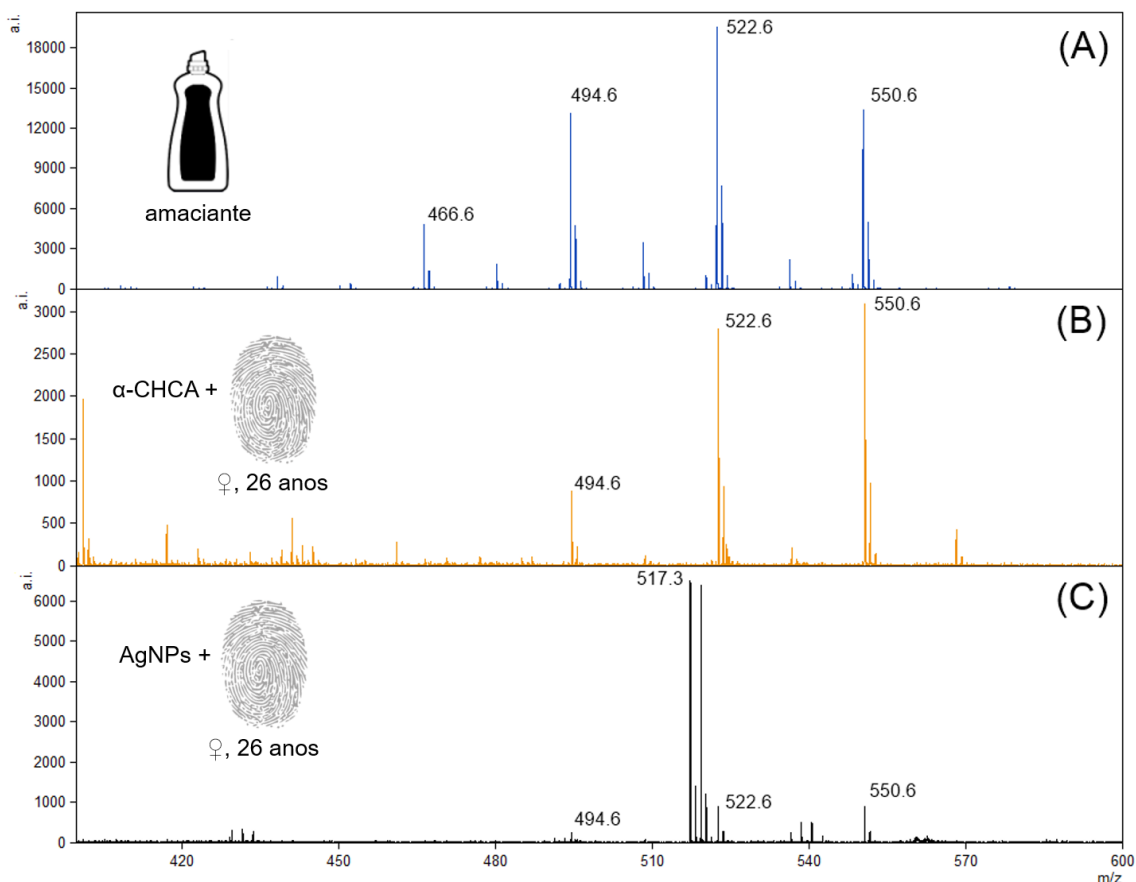 a.i.
18000
15000
12000
9000
6000
3000
0
amaciante
466.6
494.6
522.6
550.6
(A)
a.i.
3000
2500
2000
1500
1000
500
0
α-CHCA +
♀, 26 anos
494.6
522.6
550.6
(B)
a.i.
6000
5000
4000
3000
2000
1000
0
AgNPs +
♀, 26 anos
517.3
494.6
522.6
550.6
(C)
420 450 480 510 540 570 600
m/z